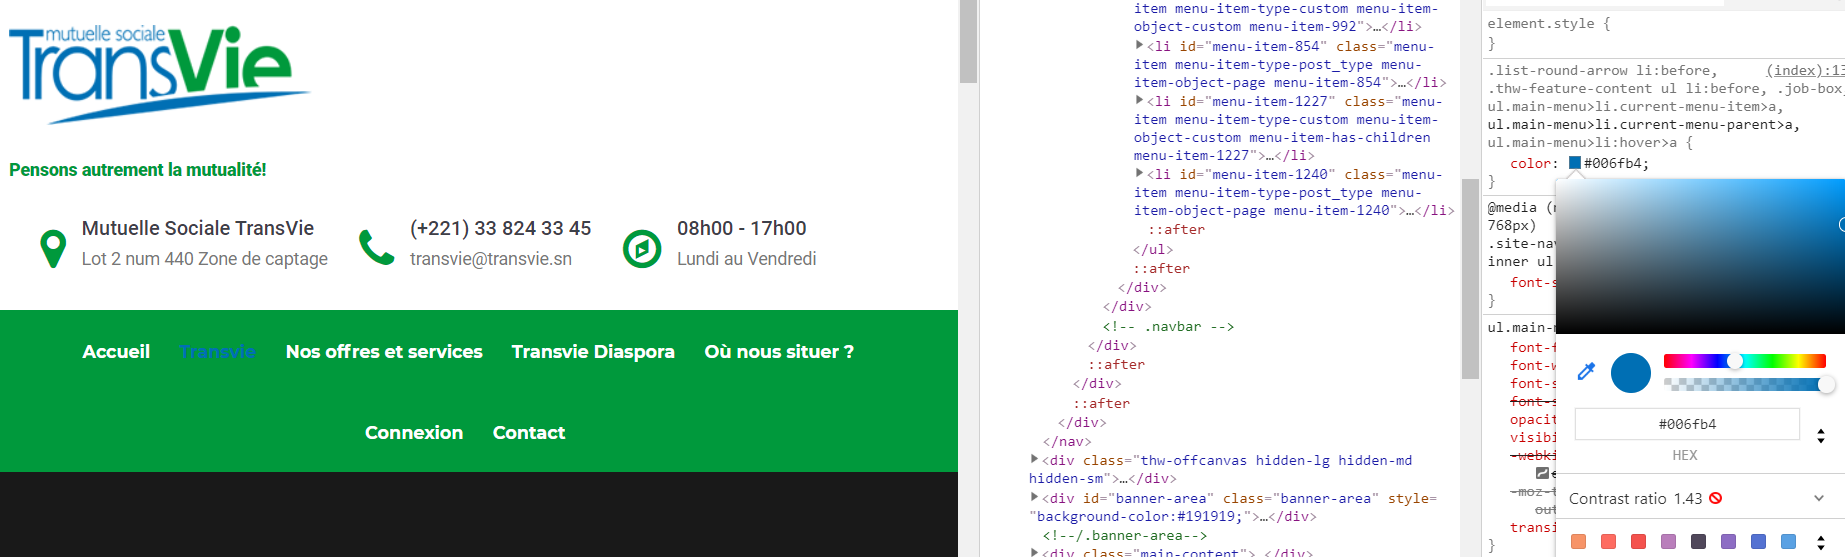 mutuelle sociale
TransVie
Pensons autrement la mutualité!
Mutuelle Sociale TransVie
Lot 2 num 440 Zone de captage
(+221) 33 824 33 45
transvie@transvie.sn
08h00 - 17h00
Lundi au Vendredi
Accueil Transvie Nos offres et services Transvie Diaspora Où nous situer ?
Connexion Contact
item menu-item-type-custom menu-item-
object-custom menu-item-992">…</li>
<li id="menu-item-854" class="menu-
item menu-item-type-post_type menu-
item-object-page menu-item-854">…</li>
<li id="menu-item-1227" class="menu-
item menu-item-type-custom menu-item-
object-custom menu-item-has-children
menu-item-1227">…</li>
<li id="menu-item-1240" class="menu-
item menu-item-type-post_type menu-
item-object-page menu-item-1240">…</li>
::after
</ul>
::after
</div>
</div>
<!-- .navbar -->
</div>
::after
</div>
::after
</div>
</nav>
<div class="thw-offcanvas hidden-lg hidden-md
hidden-sm">…</div>
<div id="banner-area" class="banner-area" style=
"background-color:#191919;">…</div>
<!--/.banner-area-->
<div class="main-content"> </div>
element.style {
}
.list-round-arrow li:before, (index):13
.thw-feature-content ul li:before, .job-box,
ul.main-menu>li.current-menu-item>a,
ul.main-menu>li.current-menu-parent>a,
ul.main-menu>li:hover>a {
color: #006fb4;
}
@media (
768px)
.site-na
inner ul
font-s
}
ul.main-
font-f
font-w
font-s
font-s
opacit
visibi
-webki
-moz-t
out
transi
}
#006fb4
HEX
Contrast ratio 1.43